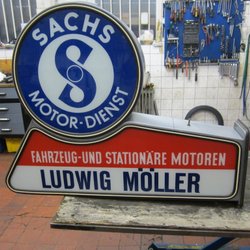 SACHS
S
MOTOR-DIENST
FAHRZEUG-UND STATIONÄRE MOTOREN
LUDWIG MÖLLER